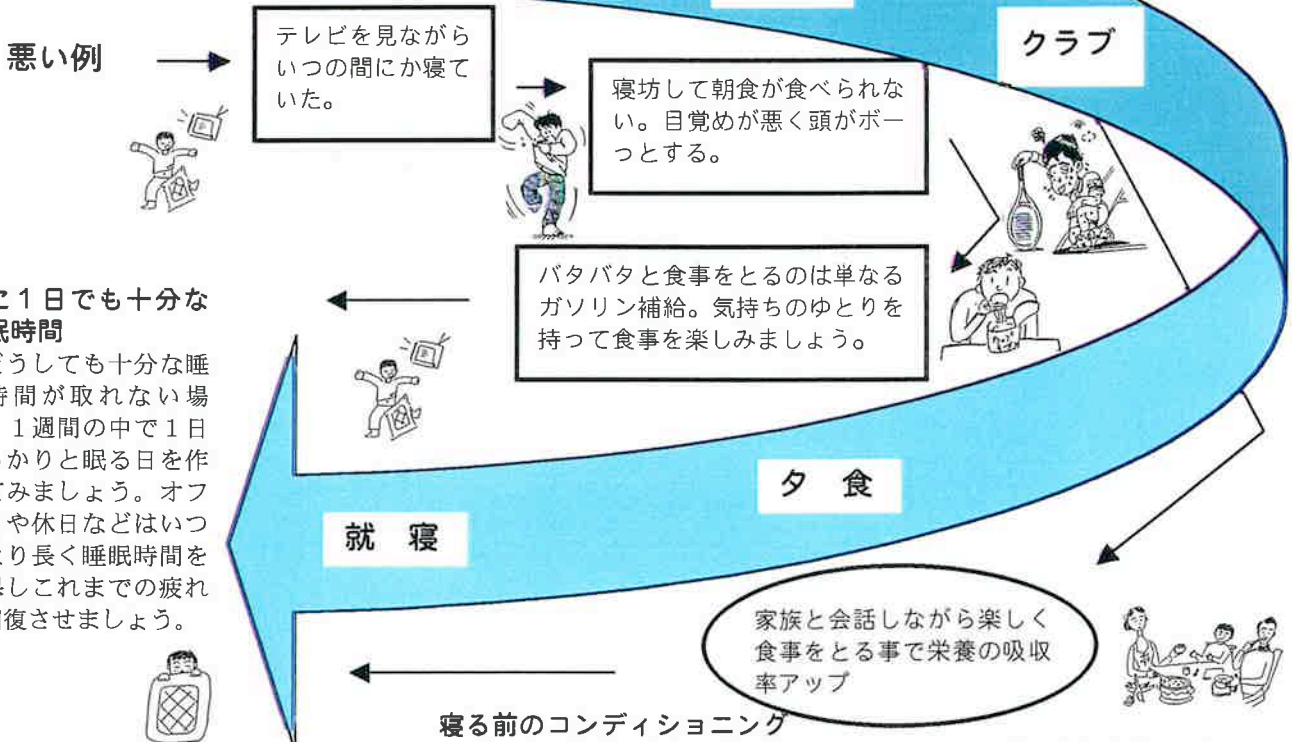 クラブ
悪い例
テレビを見ながら
いつの間にか寝て
いた。
寝坊して朝食が食べられな
い。目覚めが悪く頭がボー
っとする。
バタバタと食事をとるのは単なる
ガソリン補給。気持ちのゆとりを
持って食事を楽しみましょう。
１日でも十分な
眠時間
どうしても十分な睡
時間が取れない場
１週間の中で１日
っかりと眠る日を作
てみましょう。オフ
や休日などはいつ
より長く睡眠時間を
しこれまでの疲れ
復させましょう。
夕 食
就 寝
家族と会話しながら楽しく
食事をとる事で栄養の吸収
率アップ
寝る前のコンディショニング